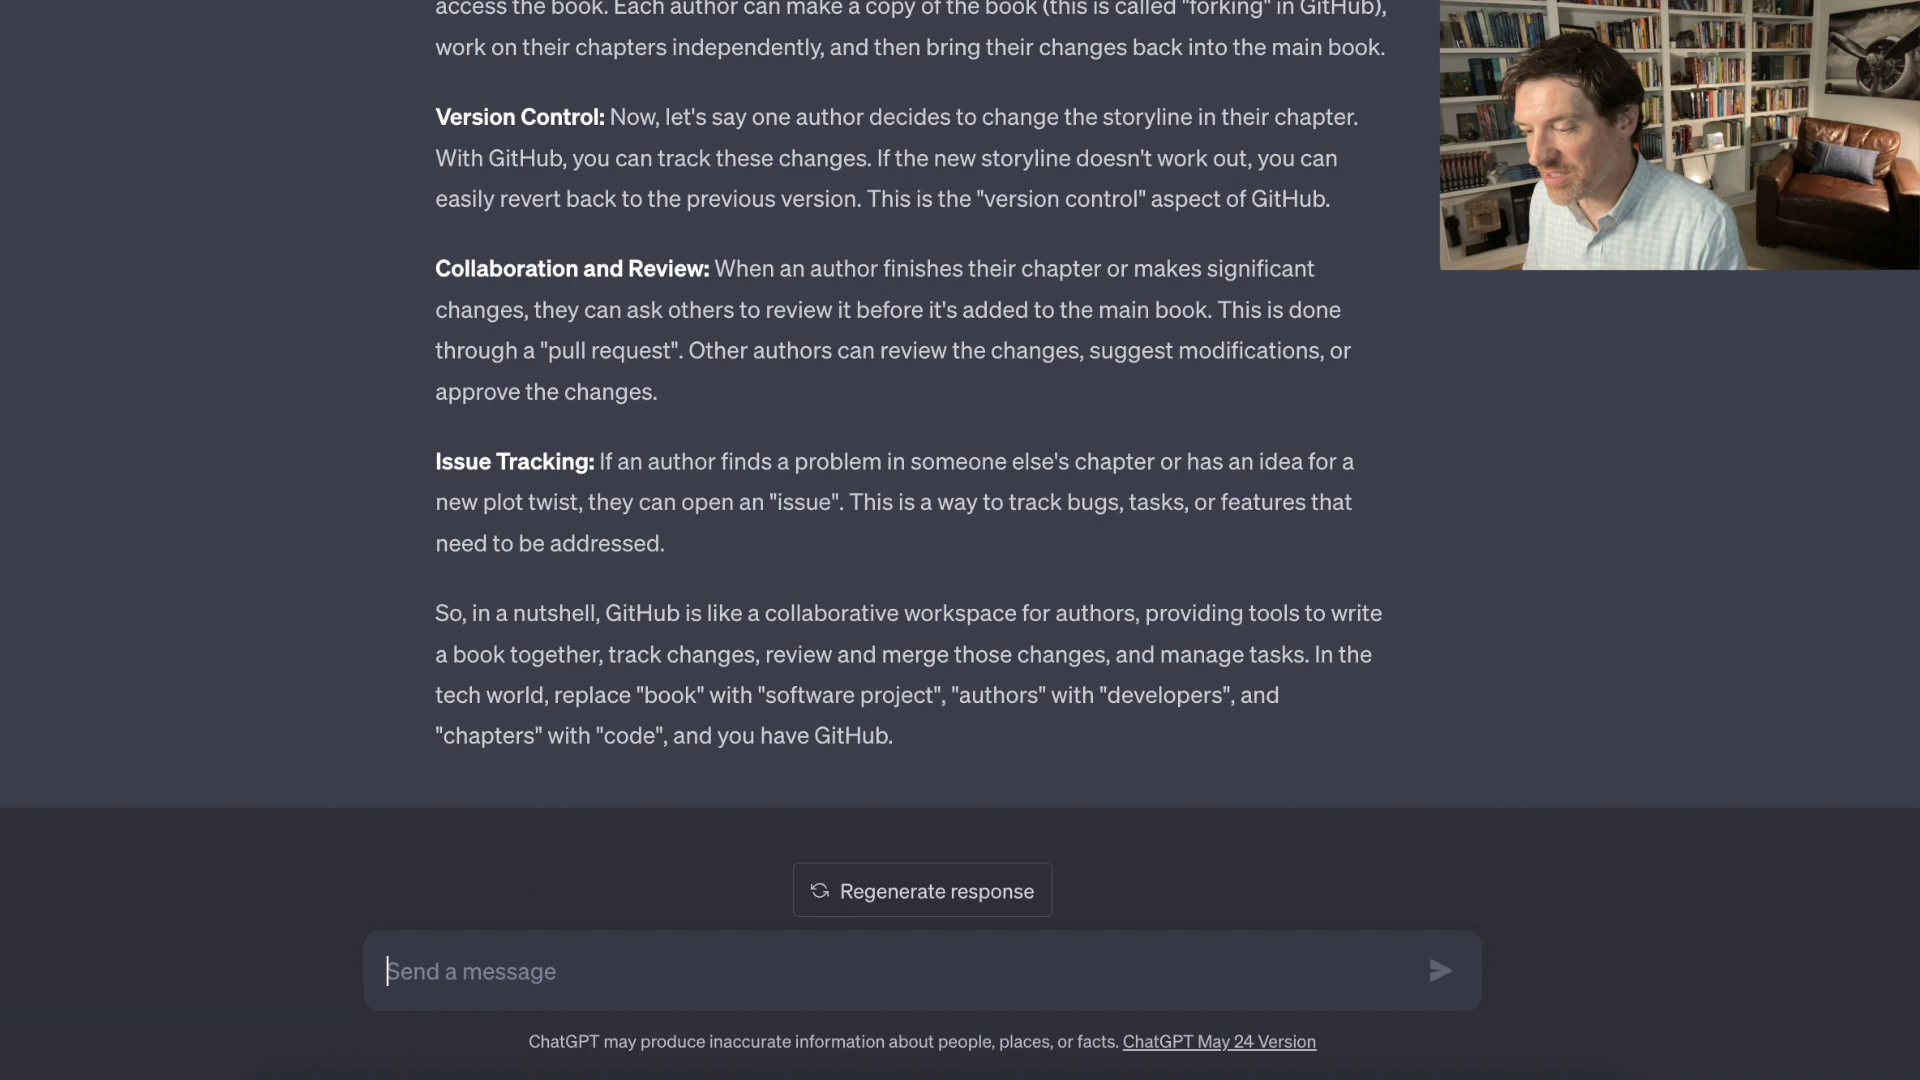 access the book. Each author can make a copy of the book (this is called "forking" in GitHub),
work on their chapters independently, and then bring their changes back into the main book.
Version Control: Now, let's say one author decides to change the storyline in their chapter.
With GitHub, you can track these changes. If the new storyline doesn't work out, you can
easily revert back to the previous version. This is the "version control" aspect of GitHub.
Collaboration and Review: When an author finishes their chapter or makes significant
changes, they can ask others to review it before it's added to the main book. This is done
through a "pull request". Other authors can review the changes, suggest modifications, or
approve the changes.
Issue Tracking: If an author finds a problem in someone else's chapter or has an idea for a
new plot twist, they can open an "issue". This is a way to track bugs, tasks, or features that
need to be addressed.
So, in a nutshell, GitHub is like a collaborative workspace for authors, providing tools to write
a book together, track changes, review and merge those changes, and manage tasks. In the
tech world, replace "book" with "software project", "authors" with "developers", and
"chapters" with "code", and you have GitHub.
Regenerate response
Send a message
ChatGPT may produce inaccurate information about people, places, or facts. ChatGPT May 24 Version